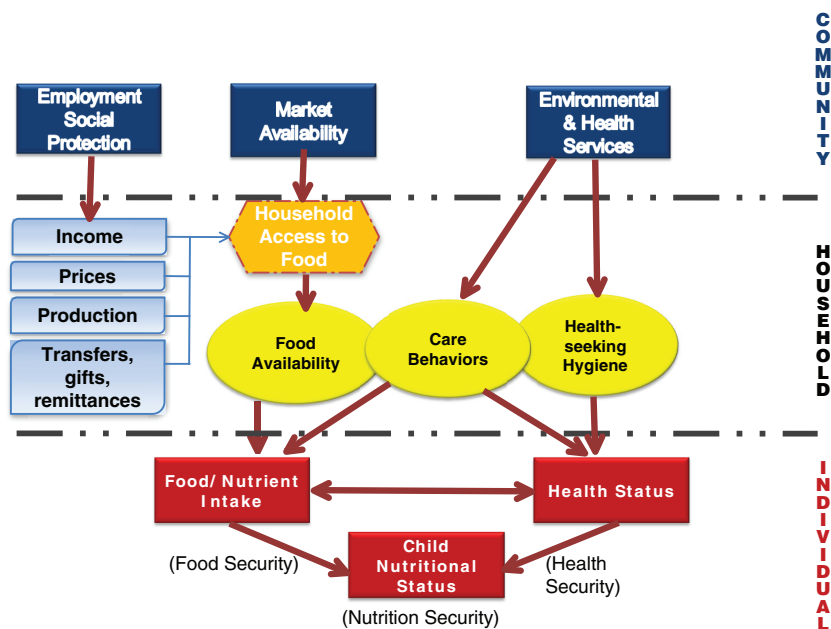 Employment
Social
Protection
Market
Availability
Environmental
& Health
Services
COMMUNITY
Income
Prices
Production
Transfers,
gifts,
remittances
Household
Access to
Food
Food
Availability
Care
Behaviors
Health-
seeking
Hygiene
HOUSEHOLD
Food/ Nutrient
Intake
Health Status
(Food Security)
Child
Nutritional
Status
(Health
Security)
(Nutrition Security)
INDIVIDUAL